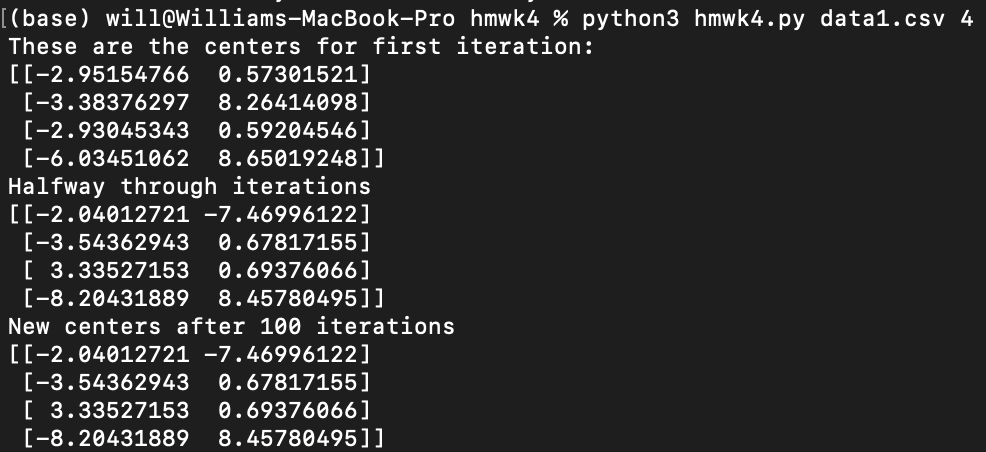 (base) will@Williams-MacBook-Pro hmwk4 % python3 hmwk4.py data1.csv 4
These are the centers for first iteration:
[[-2.95154766  0.57301521]
 [-3.38376297  8.26414098]
 [-2.93045343  0.59204546]
 [-6.03451062  8.65019248]]
Halfway through iterations
[[-2.04012721 -7.46996122]
 [-3.54362943  0.67817155]
 [ 3.33527153  0.69376066]
 [-8.20431889  8.45780495]]
New centers after 100 iterations
[[-2.04012721 -7.46996122]
 [-3.54362943  0.67817155]
 [ 3.33527153  0.69376066]
 [-8.20431889  8.45780495]]